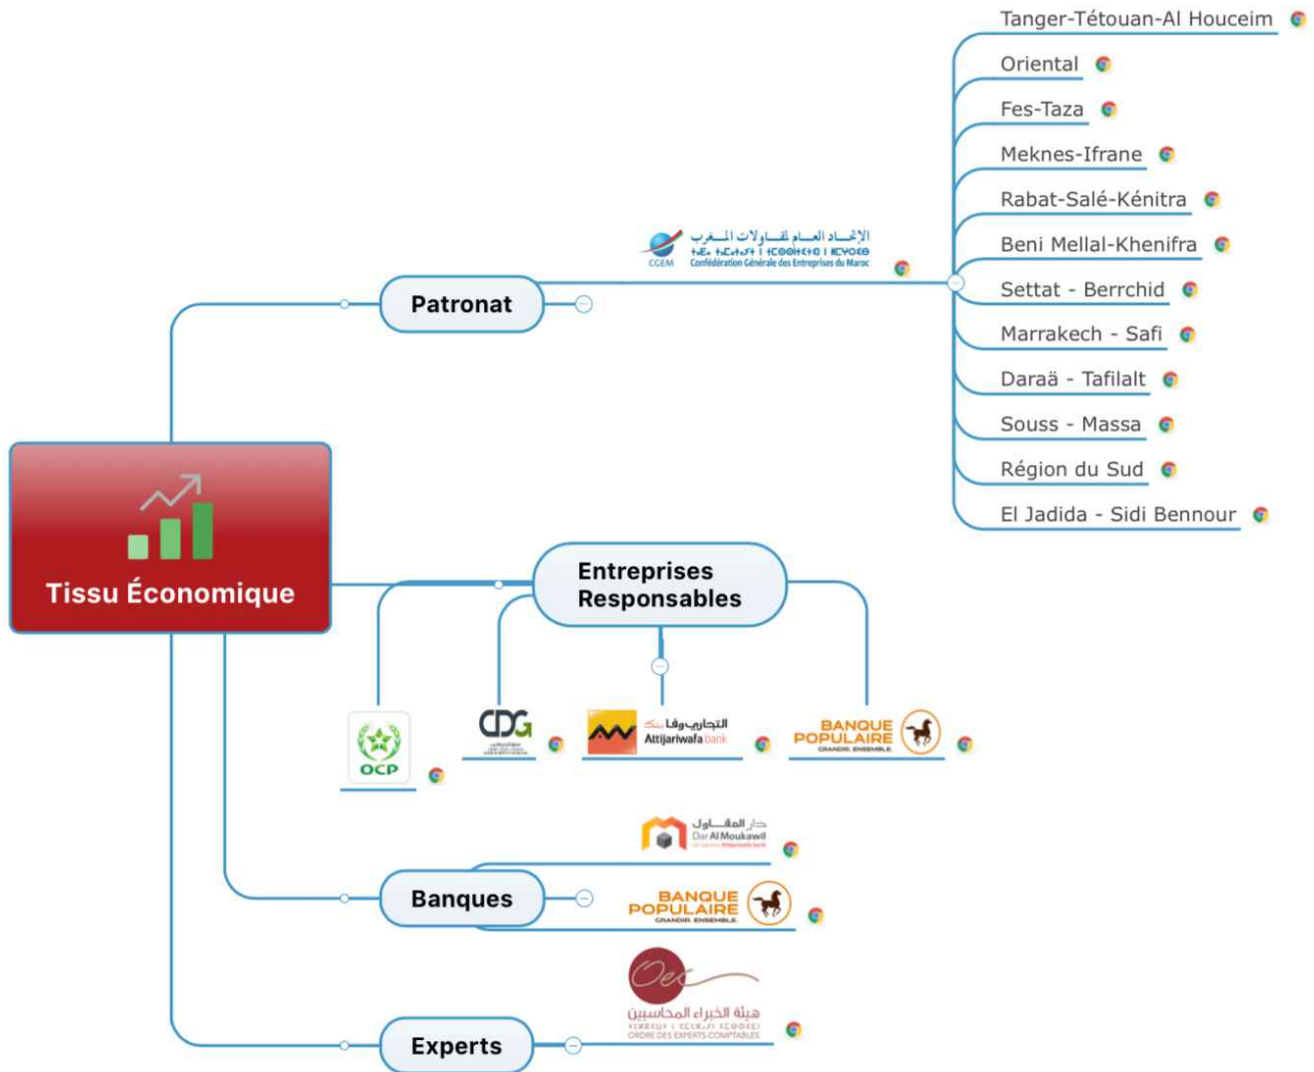 Tanger-Tétouan-Al Houceim
Oriental
Fes-Taza
Meknes-Ifrane
Rabat-Salé-Kénitra
Beni Mellal-Khenifra
Settat - Berrchid
Marrakech - Safi
Daraä - Tafilalt
Souss - Massa
Région du Sud
El Jadida - Sidi Bennour
الإتحاد العام لمقاولات المغرب
CGEM
Confédération Générale des Entreprises du Maroc
Patronat
Tissu Économique
Entreprises
Responsables
OCP
CDG
التجاري وفا بنك
Attijariwafa bank
BANQUE
POPULAIRE
GRANDIR. ENSEMBLE.
دار المقاول
Dar Al Moukawil
Banques
BANQUE
POPULAIRE
GRANDIR. ENSEMBLE.
Oec
هيئة الخبراء المحاسبين
ORDRE DES EXPERTS COMPTABLES
Experts